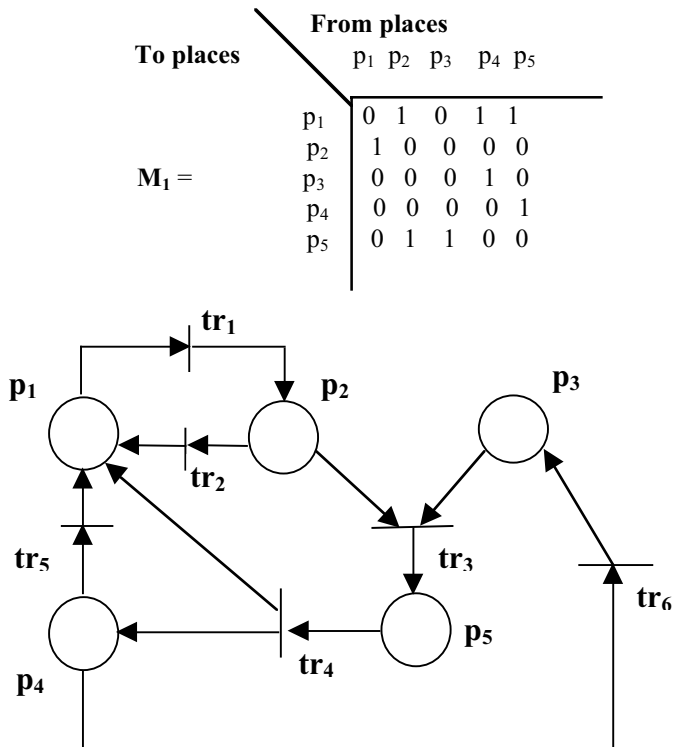 From places
To places
p₁ p₂ p₃ p₄ p₅
p₁ 0 1 0 1 1
p₂ 1 0 0 0 0
M₁ = p₃ 0 0 0 1 0
p₄ 0 0 0 0 1
p₅ 0 1 1 0 0
tr₁
p₁ p₂ p₃
tr₂
tr₅ tr₃ tr₆
p₅
p₄ tr₄